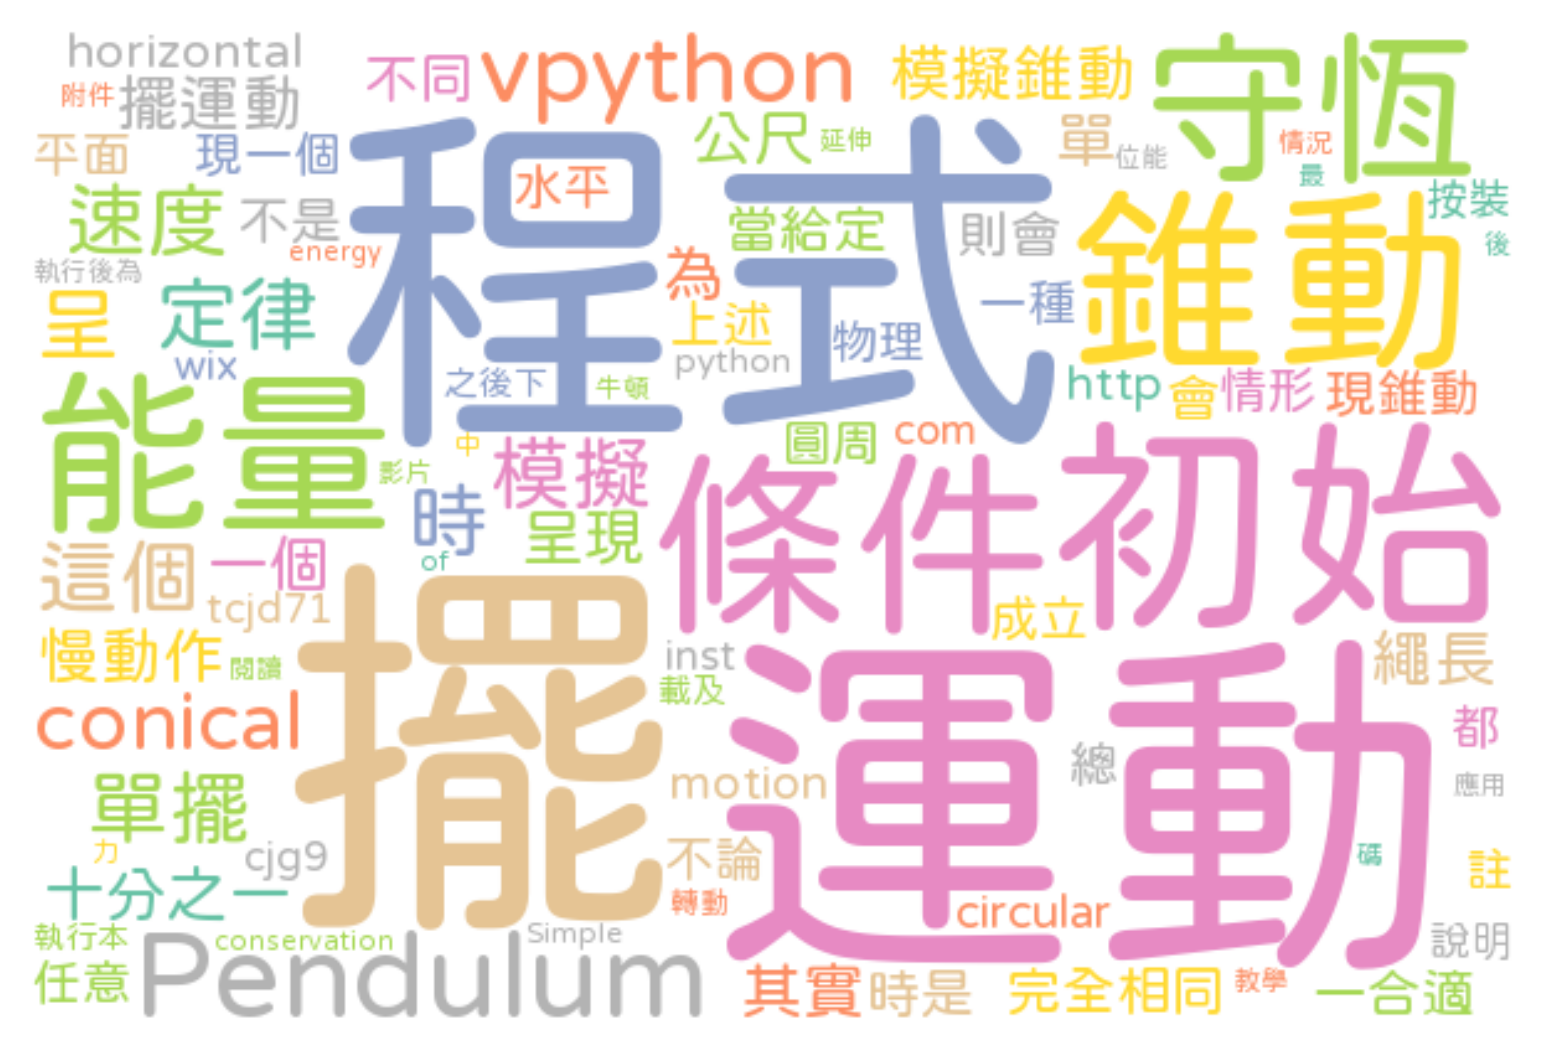 horizontal
不同
vpython
模擬錐動
守恆
附件
擺運動
公尺
延伸
單
位能
情況
最
平面
現一個
程式
水平
按裝
速度
不是
當給定
則會
錐動
後
energy
執行後為
為
一種
呈
定律
上述
物理
wix
python
之後下
牛頓
http
會
情形
現錐動
能量
中
模擬
圓周
com
條件
初始
影片
時
呈現
of
這個
一個
tcjd71
成立
慢動作
閱讀
擺
inst
載及
運動
繩長
conical
都
總
motion
應用
單擺
力
cjg9
不論
碼
註
十分之一
轉動
circular
執行本
conservation
Simple
說明
任意
Pendulum
其實
時是
完全相同
教學
一合適